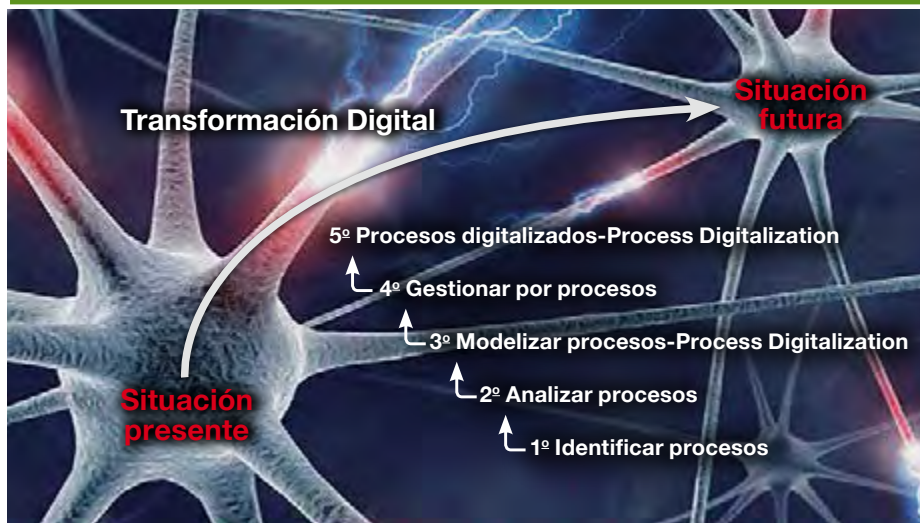 Transformación Digital
Situación
futura
5º Procesos digitalizados-Process Digitalization
4º Gestionar por procesos
3º Modelizar procesos-Process Digitalization
2º Analizar procesos
1º Identificar procesos
Situación
presente